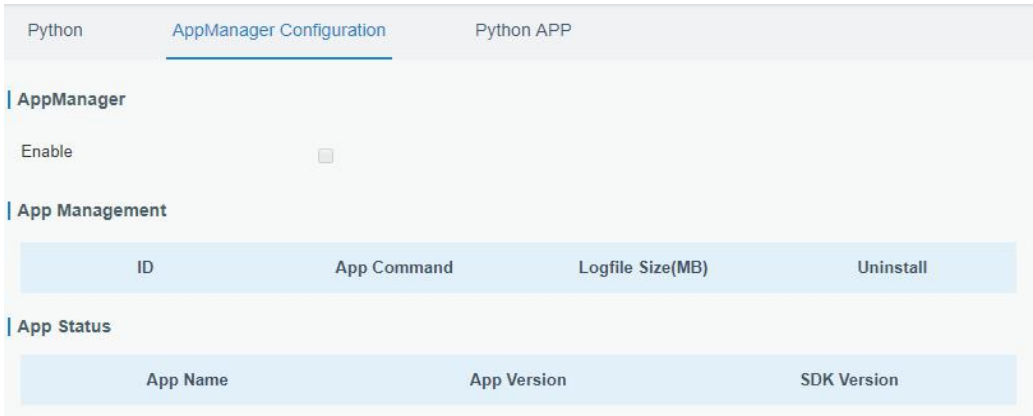 Python AppManager Configuration Python APP
AppManager
Enable
App Management
ID App Command Logfile Size(MB) Uninstall
App Status
App Name App Version SDK Version